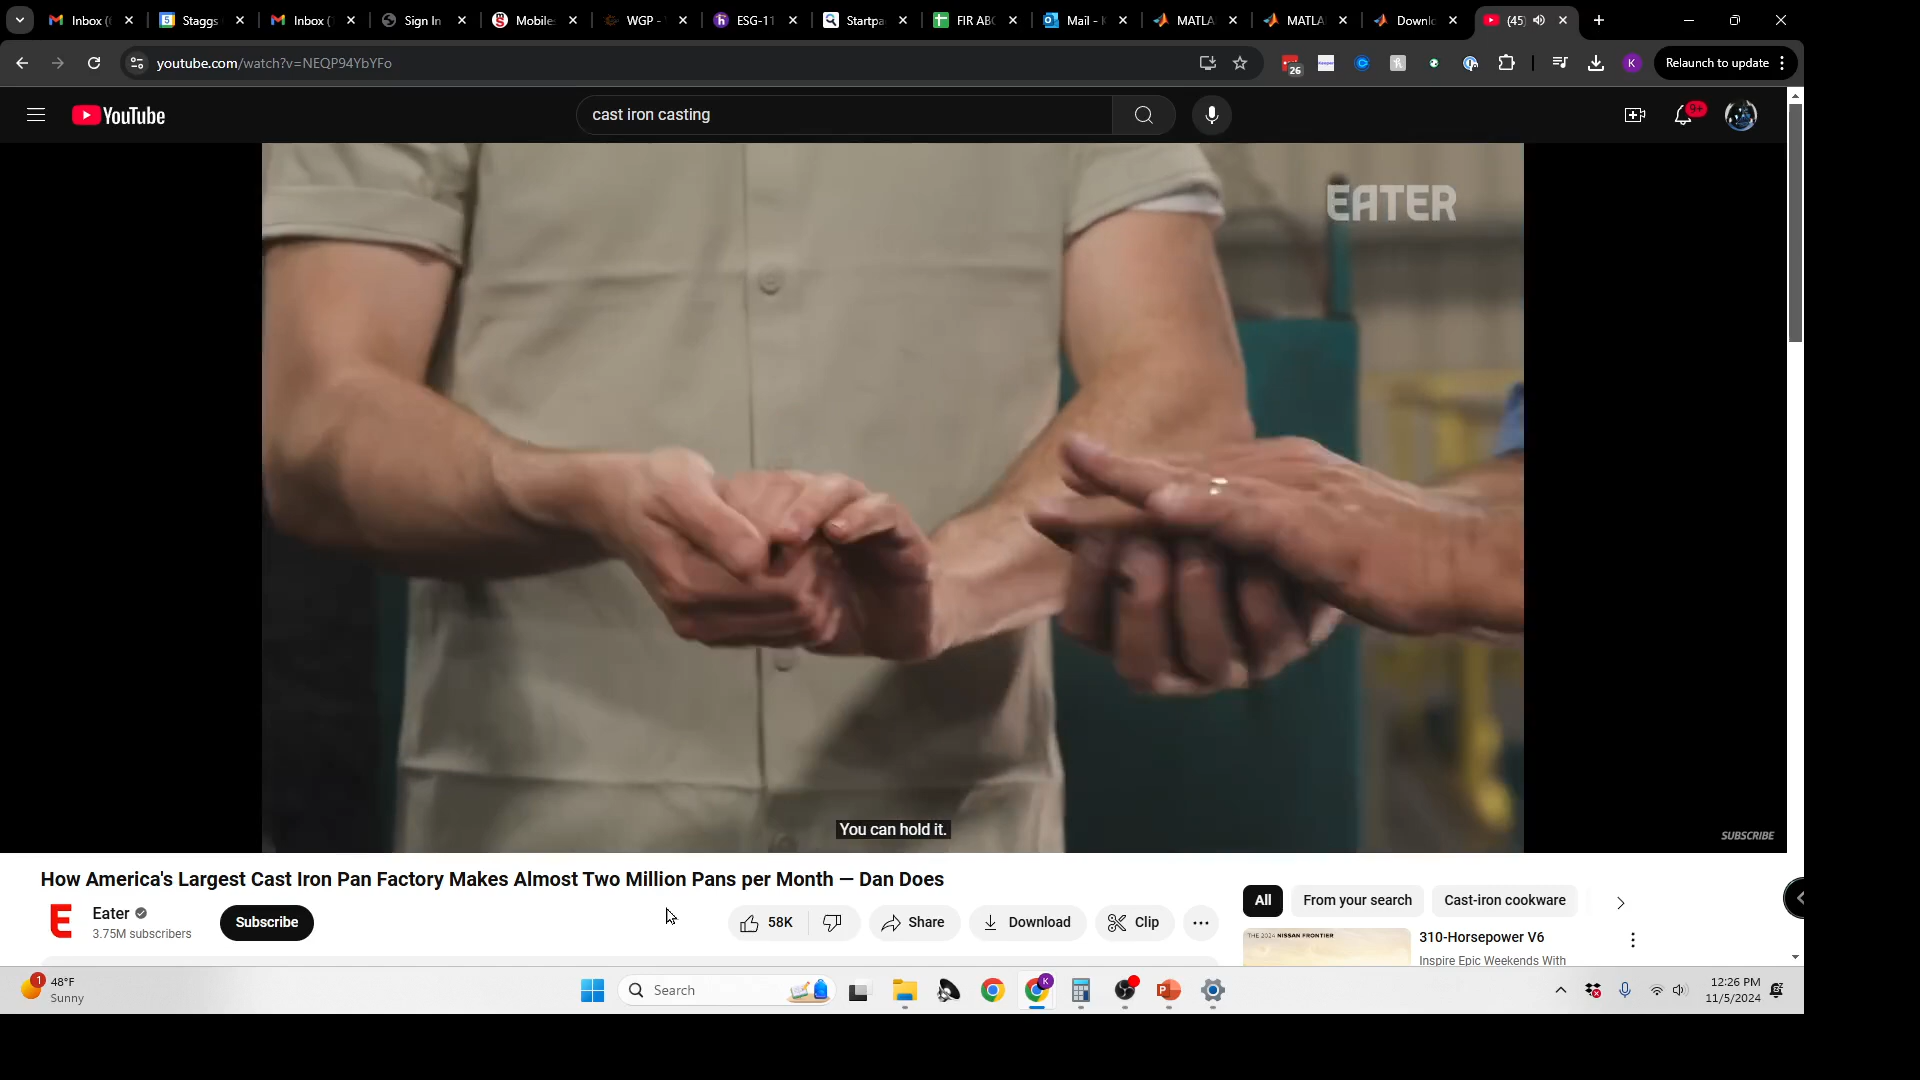 Inbox (
Staggs
Inbox (
Sign In
Mobile
WGP -
ESG-11
Startpa
FIR ABC
Mail -
MATLA
MATLA
Downlo
(45)
youtube.com/watch?v=NEQP94YbYFo
26
K
Relaunch to update
YouTube
cast iron casting
9+
EATER
You can hold it.
SUBSCRIBE
How America's Largest Cast Iron Pan Factory Makes Almost Two Million Pans per Month — Dan Does
Eater
3.75M subscribers
Subscribe
58K
Share
Download
Clip
All
From your search
Cast-iron cookware
THE 2024 NISSAN FRONTIER
310-Horsepower V6
Inspire Epic Weekends With
1
48°F
Sunny
Search
12:26 PM
11/5/2024